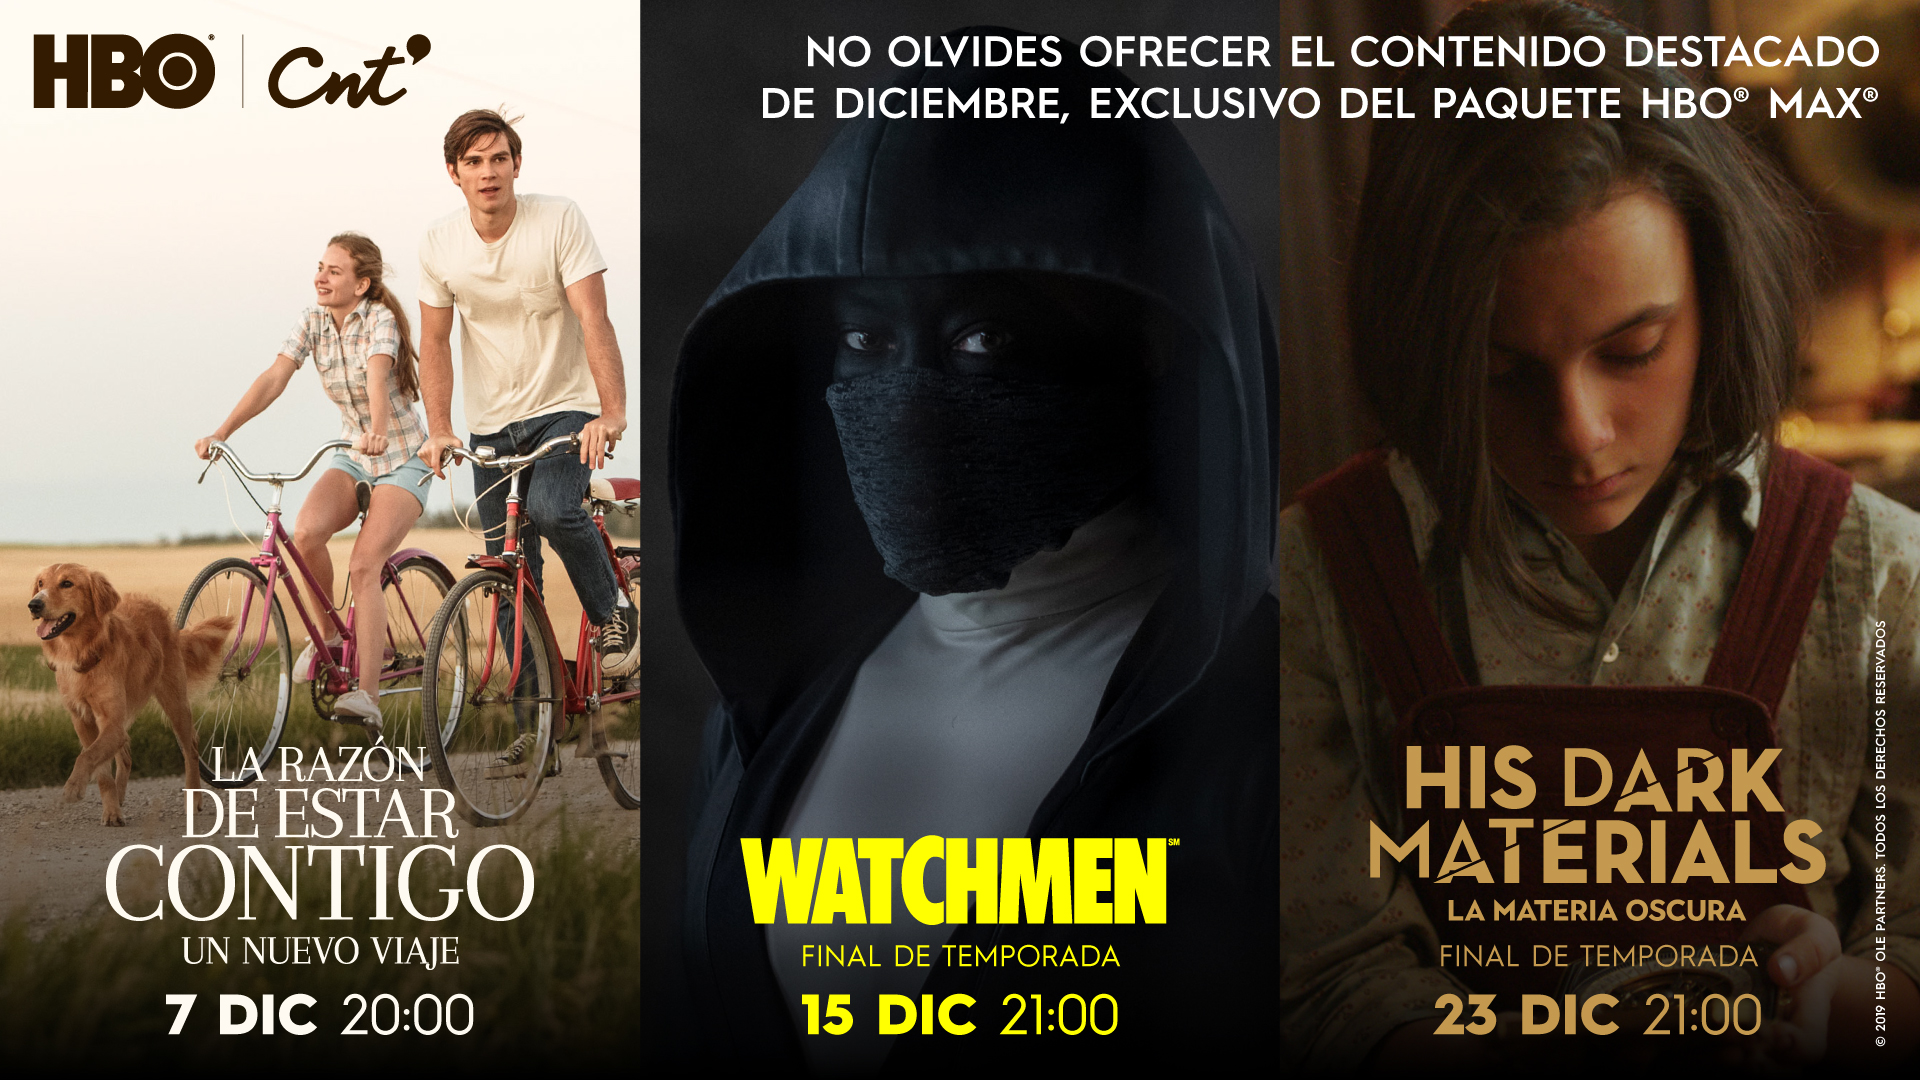 HBO® | Cnt'
NO OLVIDES OFRECER EL CONTENIDO DESTACADO
DE DICIEMBRE, EXCLUSIVO DEL PAQUETE HBO® MAX®
LA RAZÓN
DE ESTAR
CONTIGO
UN NUEVO VIAJE
7 DIC 20:00
WATCHMEN℠
FINAL DE TEMPORADA
15 DIC 21:00
HIS DARK
MATERIALS
LA MATERIA OSCURA
FINAL DE TEMPORADA
23 DIC 21:00
© 2019 HBO® OLE PARTNERS. TODOS LOS DERECHOS RESERVADOS